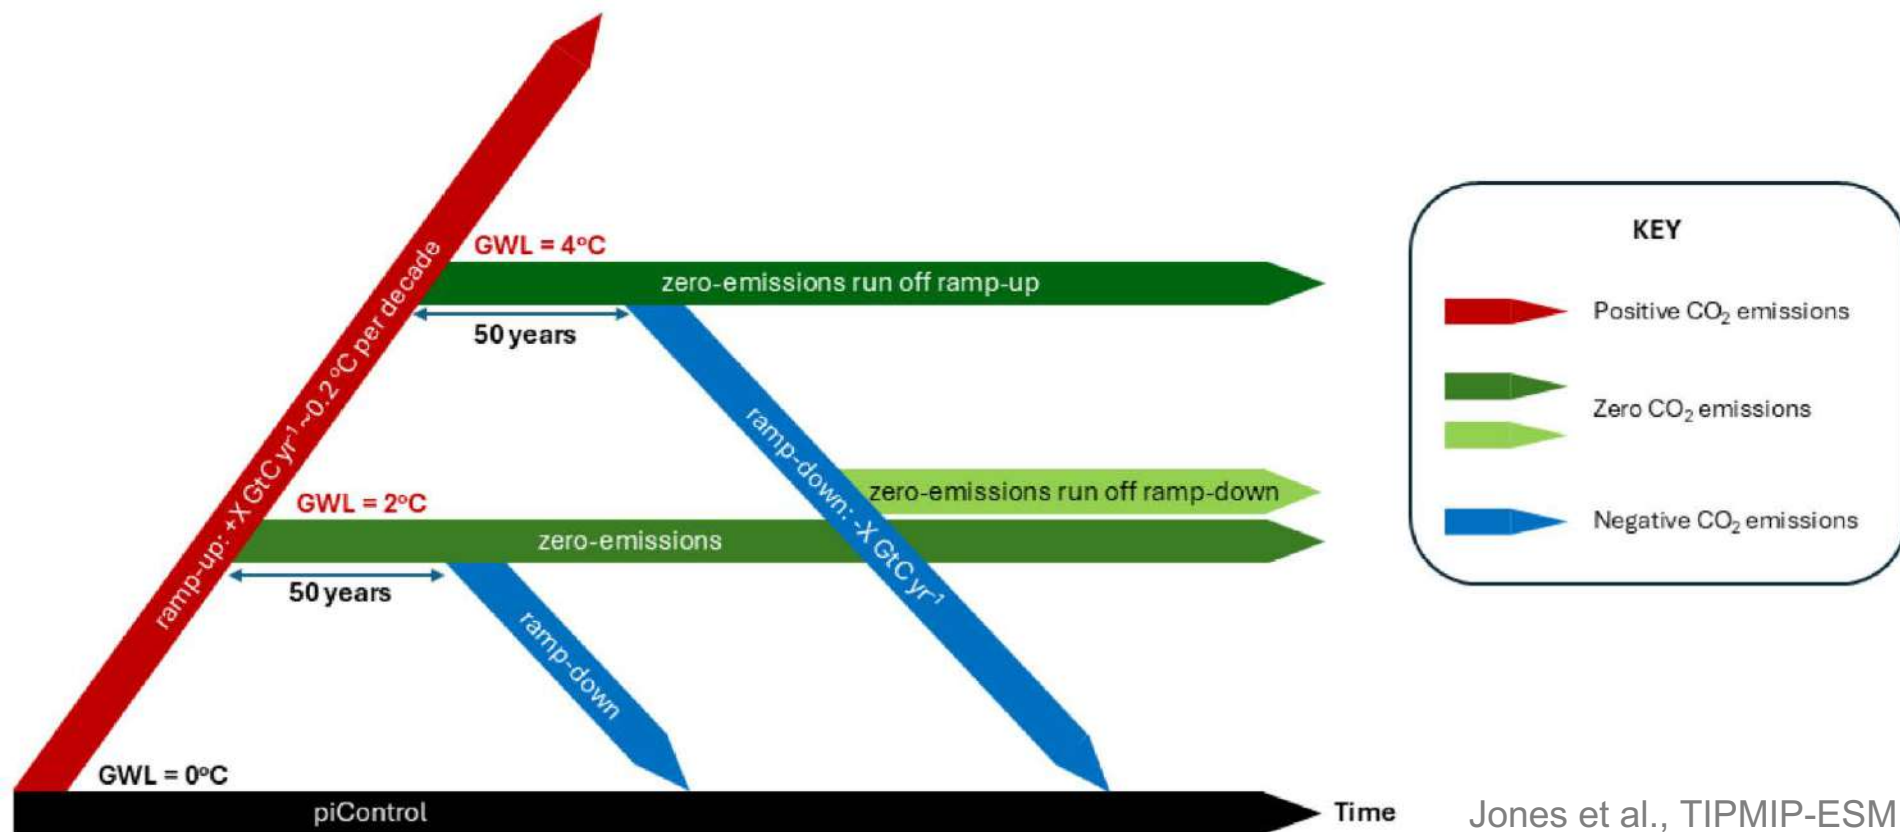 GWL = 4°C
zero-emissions run off ramp-up
50 years
ramp-up: +X GtC yr⁻¹ ~0.2 °C per decade
ramp-down: -X GtC yr⁻¹
zero-emissions run off ramp-down
GWL = 2°C
zero-emissions
50 years
ramp-down
GWL = 0°C
piControl
Time
KEY
Positive CO₂ emissions
Zero CO₂ emissions
Negative CO₂ emissions
Jones et al., TIPMIP-ESM